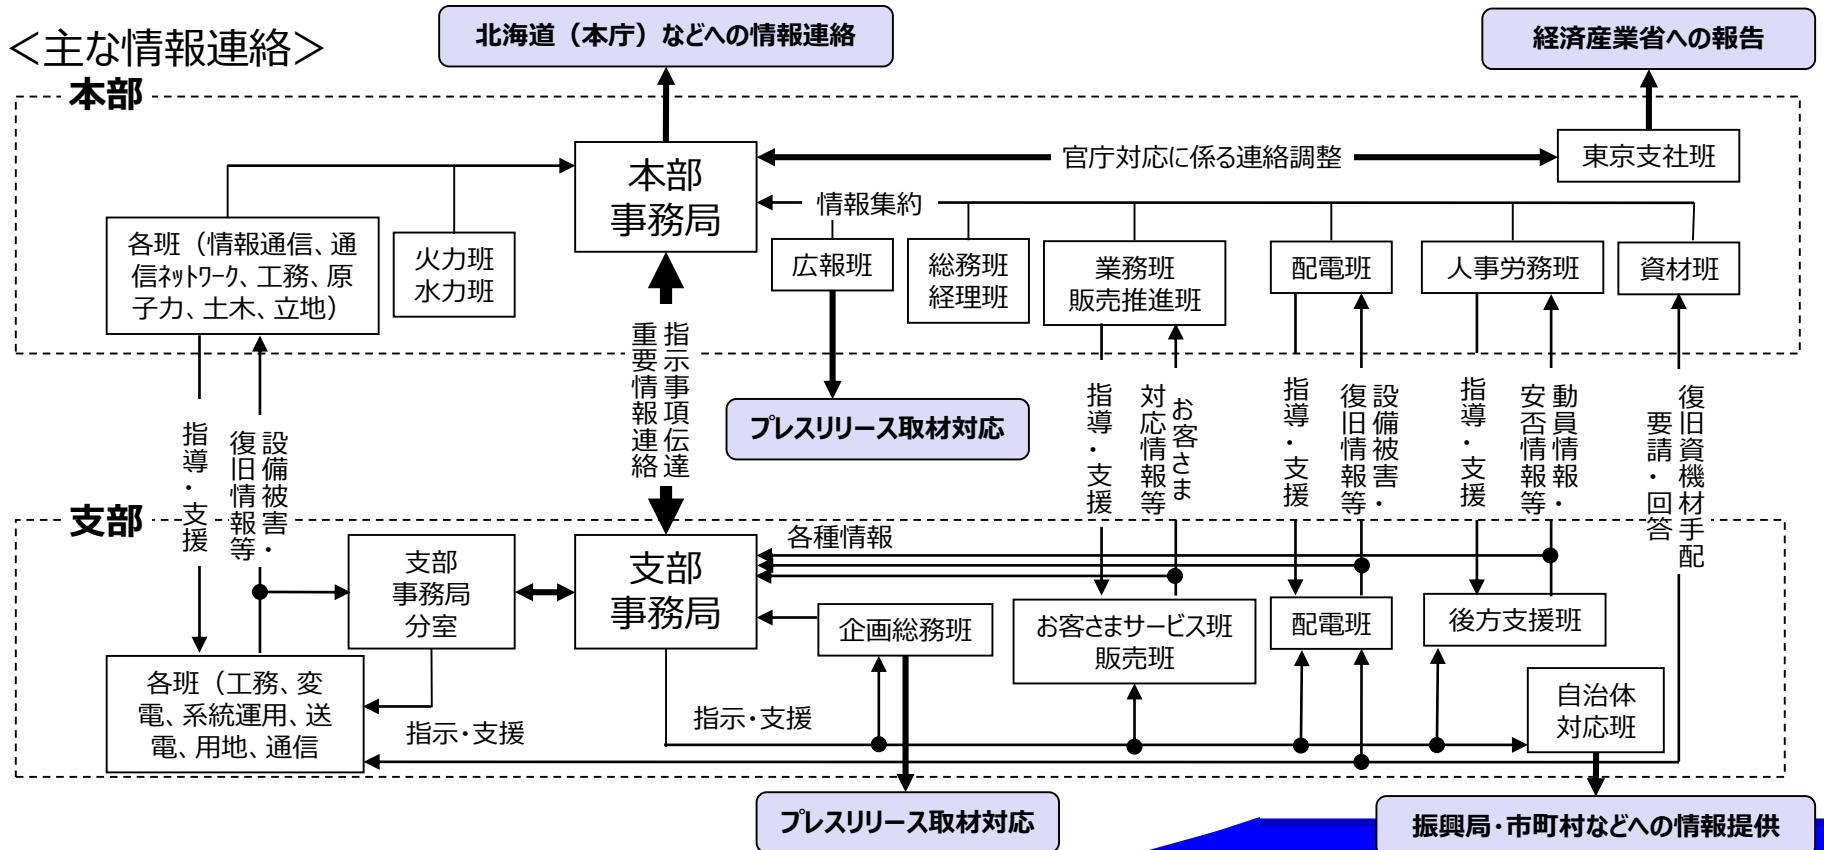 ＜主な情報連絡＞
北海道（本庁）などへの情報連絡
経済産業省への報告
本部
本部
事務局
官庁対応に係る連絡調整
東京支社班
情報集約
各班（情報通信、通
信ﾈｯﾄﾜｰｸ、工務、原
子力、土木、立地）
火力班
水力班
広報班
総務班
経理班
業務班
販売推進班
配電班
人事労務班
資材班
指示事項伝達
重要情報連絡
プレスリリース取材対応
指導・支援
設備被害・
復旧情報等
指導・支援
お客さま
対応情報等
指導・支援
設備被害・
復旧情報等
指導・支援
動員情報・
安否情報等
復旧資機材手配
要請・回答
支部
支部
事務局
分室
支部
事務局
各種情報
企画総務班
お客さまサービス班
販売班
配電班
後方支援班
各班（工務、変
電、系統運用、送
電、用地、通信
指示・支援
指示・支援
自治体
対応班
プレスリリース取材対応
振興局・市町村などへの情報提供